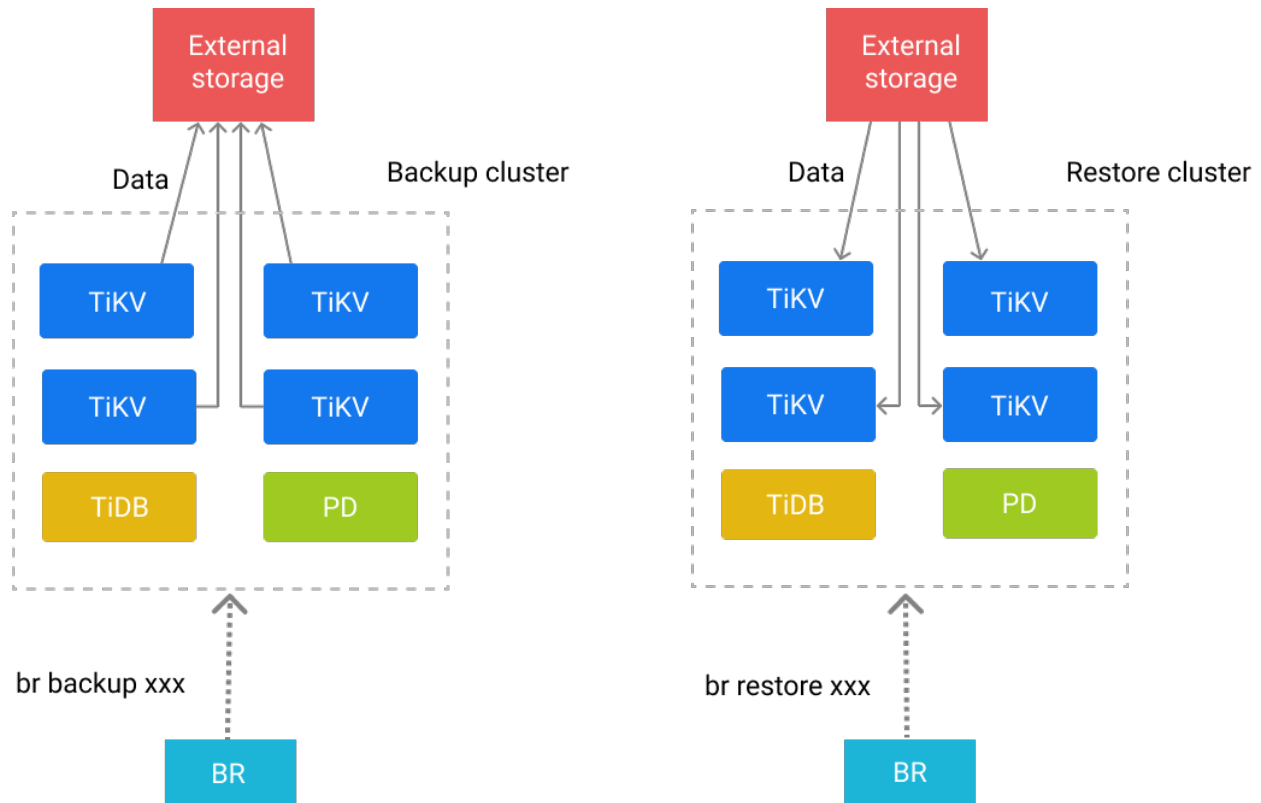 External
storage
Data
Backup cluster
TiKV
TiKV
TiKV
TiKV
TiDB
PD
br backup xxx
BR
External
storage
Data
Restore cluster
TiKV
TiKV
TiKV
TiKV
TiDB
PD
br restore xxx
BR